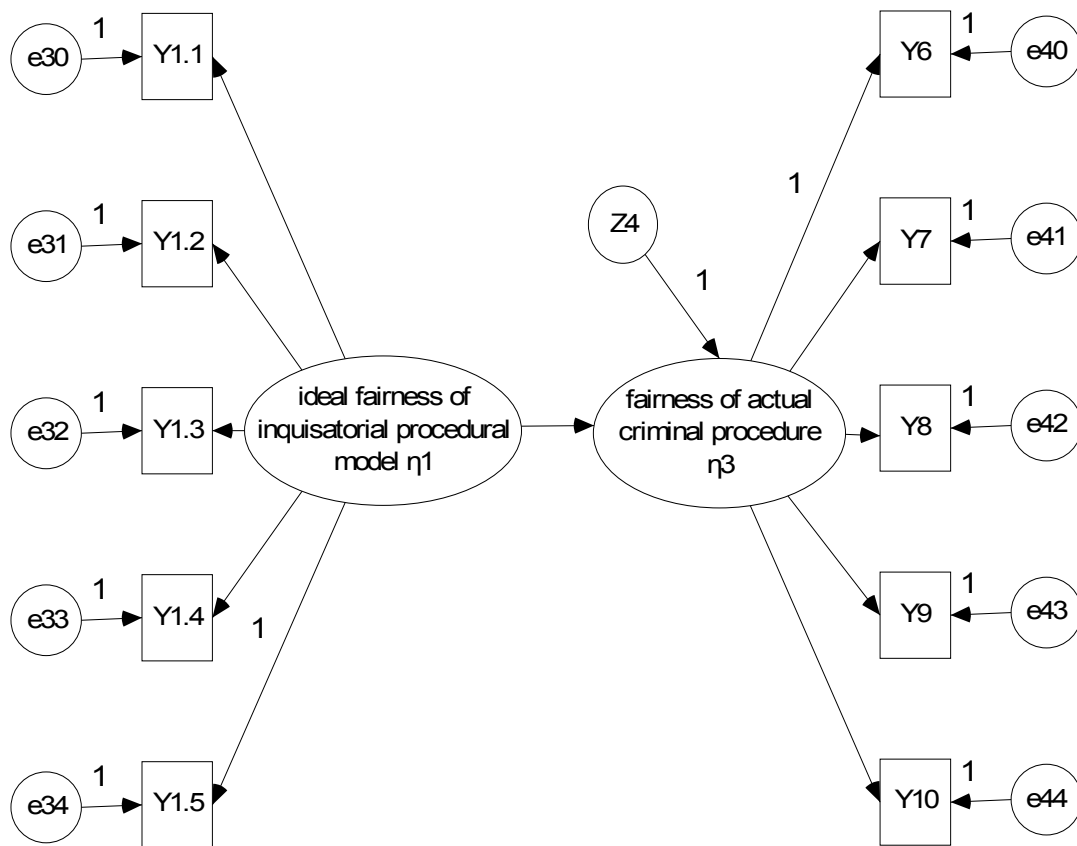 1
e30
Y1.1
Y6
1
e40
1
e31
Y1.2
Z4
1
1
Y7
1
e41
1
e32
Y1.3
ideal fairness of
inquisatorial procedural
model η1
fairness of actual
criminal procedure
η3
Y8
1
e42
1
e33
Y1.4
1
Y9
1
e43
1
e34
Y1.5
Y10
1
e44